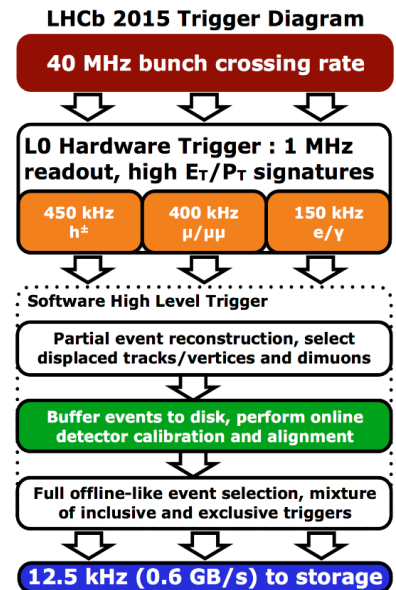 LHCb 2015 Trigger Diagram
40 MHz bunch crossing rate
L0 Hardware Trigger : 1 MHz
readout, high ET/PT signatures
450 kHz
h±
400 kHz
μ/μμ
150 kHz
e/γ
Software High Level Trigger
Partial event reconstruction, select
displaced tracks/vertices and dimuons
Buffer events to disk, perform online
detector calibration and alignment
Full offline-like event selection, mixture
of inclusive and exclusive triggers
12.5 kHz (0.6 GB/s) to storage